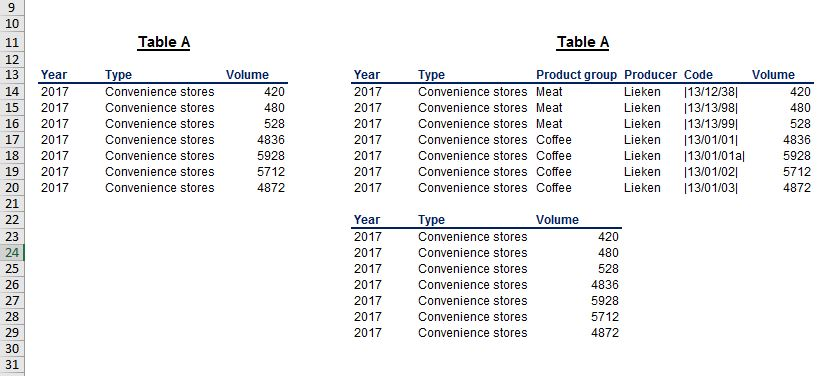 9
10
11 Table A Table A
12
13 Year Type Volume Year Type Product group Producer Code Volume
14 2017 Convenience stores 420 2017 Convenience stores Meat Lieken |13/12/38| 420
15 2017 Convenience stores 480 2017 Convenience stores Meat Lieken |13/13/98| 480
16 2017 Convenience stores 528 2017 Convenience stores Meat Lieken |13/13/99| 528
17 2017 Convenience stores 4836 2017 Convenience stores Coffee Lieken |13/01/01| 4836
18 2017 Convenience stores 5928 2017 Convenience stores Coffee Lieken |13/01/01a| 5928
19 2017 Convenience stores 5712 2017 Convenience stores Coffee Lieken |13/01/02| 5712
20 2017 Convenience stores 4872 2017 Convenience stores Coffee Lieken |13/01/03| 4872
21
22 Year Type Volume
23 2017 Convenience stores 420
24 2017 Convenience stores 480
25 2017 Convenience stores 528
26 2017 Convenience stores 4836
27 2017 Convenience stores 5928
28 2017 Convenience stores 5712
29 2017 Convenience stores 4872
30
31